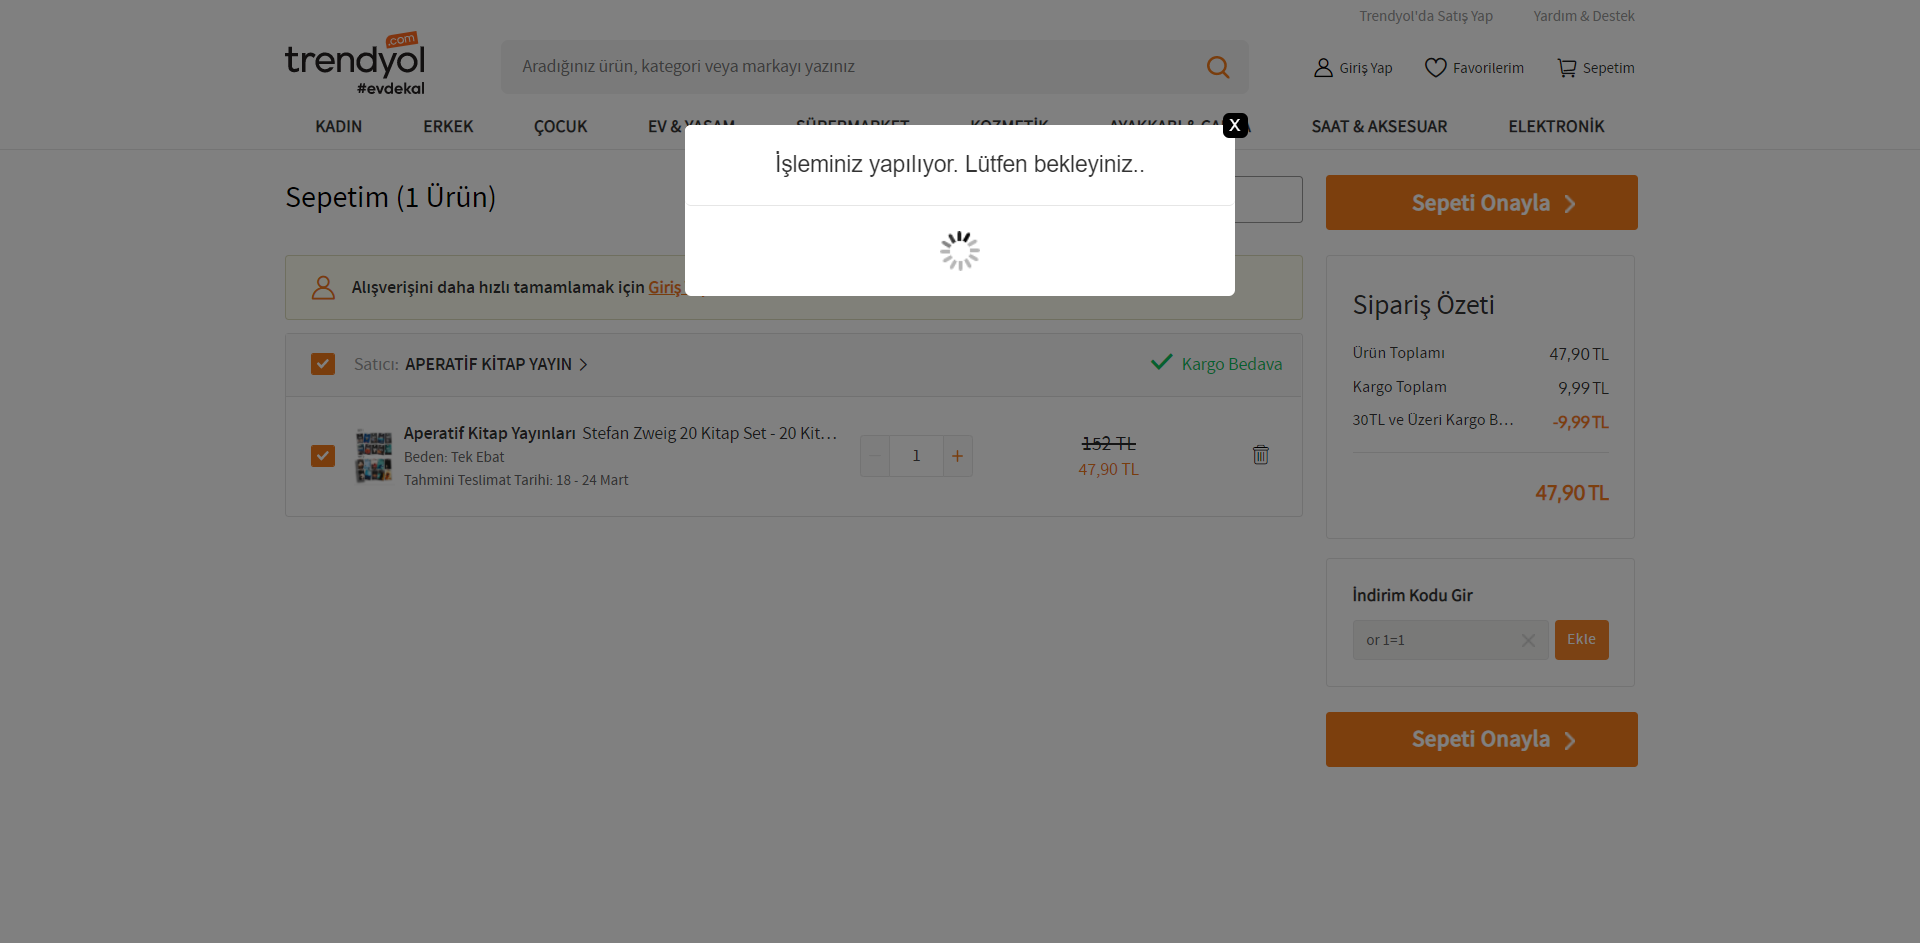 Trendyol'da Satış Yap Yardım & Destek
trendyol
.com
#evdekal
Aradığınız ürün, kategori veya markayı yazınız
Giriş Yap Favorilerim Sepetim
KADIN ERKEK ÇOCUK EV & YAŞAM SÜPERMARKET KOZMETİK AYAKKABI & ÇANTA SAAT & AKSESUAR ELEKTRONİK
X
İşleminiz yapılıyor. Lütfen bekleyiniz..
Sepetim (1 Ürün)
Sepeti Onayla
Alışverişini daha hızlı tamamlamak için Giriş
Satıcı: APERATİF KİTAP YAYIN
Kargo Bedava
Aperatif Kitap Yayınları Stefan Zweig 20 Kitap Set - 20 Kit...
Beden: Tek Ebat
Tahmini Teslimat Tarihi: 18 - 24 Mart
1 +
152 TL
47,90 TL
Sipariş Özeti
Ürün Toplamı 47,90 TL
Kargo Toplam 9,99 TL
30TL ve Üzeri Kargo B... -9,99 TL
47,90 TL
İndirim Kodu Gir
or 1=1
Ekle
Sepeti Onayla